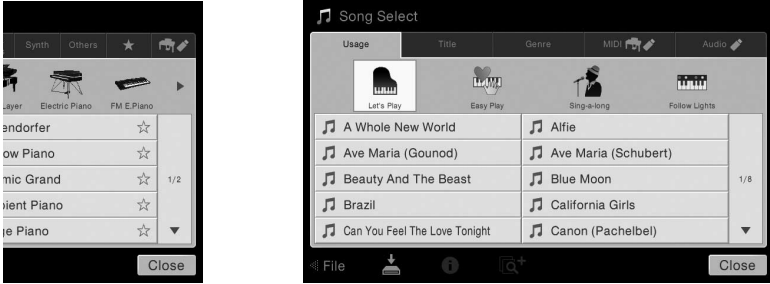 Synth Others
Layer Electric Piano FM E.Piano
endorfer
ow Piano
mic Grand
1/2
bient Piano
ge Piano
Close
Song Select
Usage Title Genre MIDI Audio
Let's Play Easy Play Sing-a-long Follow Lights
A Whole New World Alfie
Ave Maria (Gounod) Ave Maria (Schubert)
Beauty And The Beast Blue Moon 1/8
Brazil California Girls
Can You Feel The Love Tonight Canon (Pachelbel)
File Close